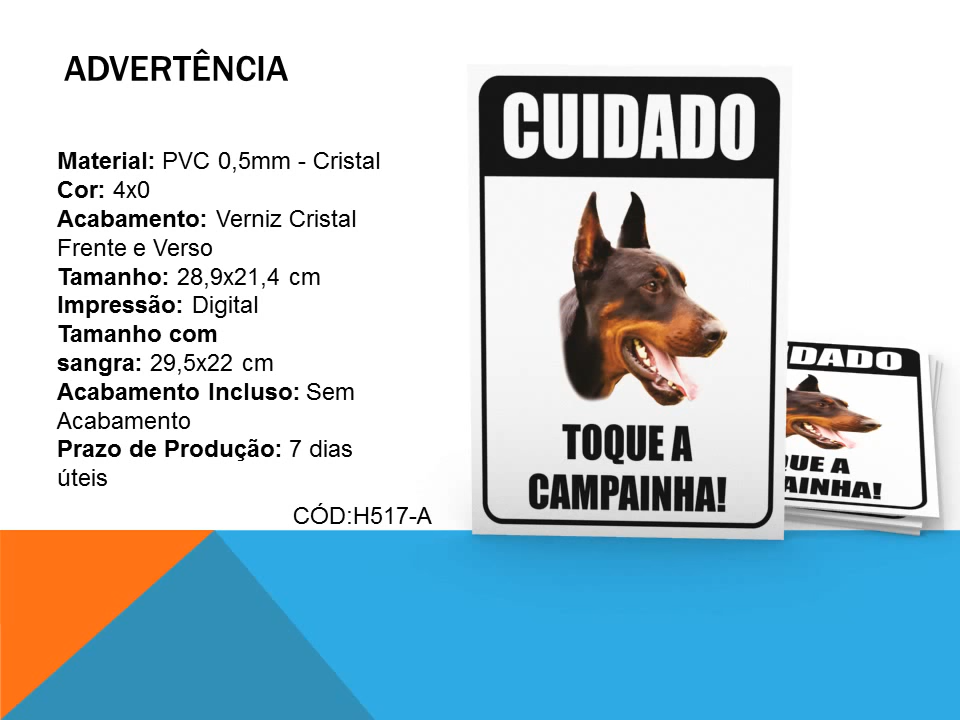 ADVERTÊNCIA
Material: PVC 0,5mm - Cristal
Cor: 4x0
Acabamento: Verniz Cristal
Frente e Verso
Tamanho: 28,9x21,4 cm
Impressão: Digital
Tamanho com
sangra: 29,5x22 cm
Acabamento Incluso: Sem
Acabamento
Prazo de Produção: 7 dias
úteis
CÓD:H517-A
CUIDADO
TOQUE A
CAMPAINHA!
IDADO
QUE A
AINHA!